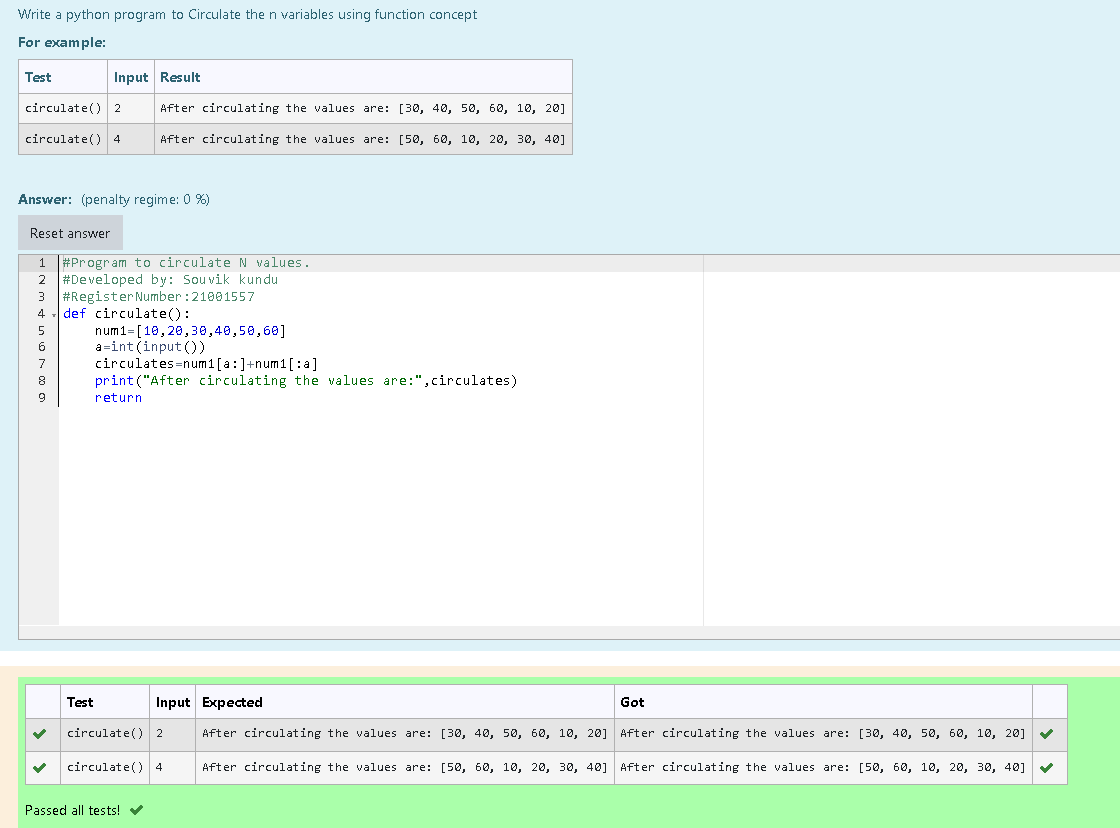 Write a python program to Circulate the n variables using function concept
For example:
Test Input Result
circulate() 2 After circulating the values are: [30, 40, 50, 60, 10, 20]
circulate() 4 After circulating the values are: [50, 60, 10, 20, 30, 40]
Answer: (penalty regime: 0 %)
Reset answer
1 #Program to circulate N values.
2 #Developed by: Souvik kundu
3 #RegisterNumber:21001557
4 def circulate():
5     num1=[10,20,30,40,50,60]
6     a=int(input())
7     circulates=num1[a:]+num1[:a]
8     print("After circulating the values are:",circulates)
9     return
Test Input Expected Got
circulate() 2 After circulating the values are: [30, 40, 50, 60, 10, 20] After circulating the values are: [30, 40, 50, 60, 10, 20]
circulate() 4 After circulating the values are: [50, 60, 10, 20, 30, 40] After circulating the values are: [50, 60, 10, 20, 30, 40]
Passed all tests!